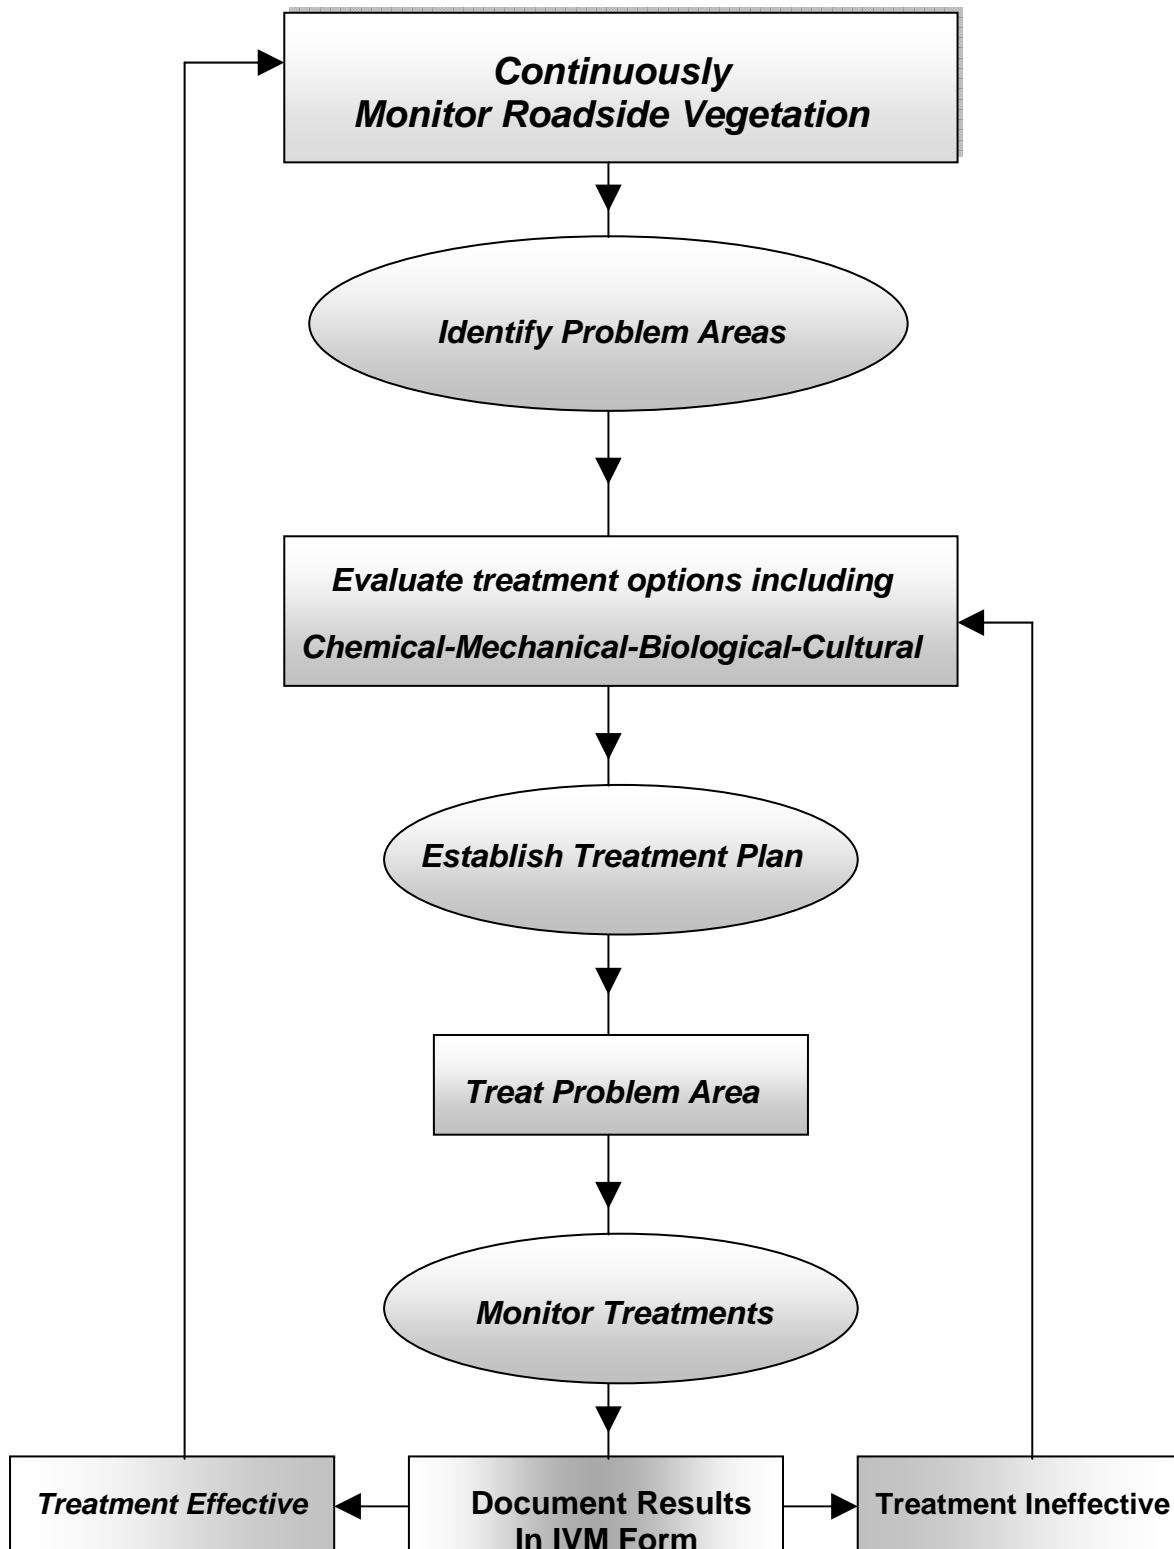 Continuously
Monitor Roadside Vegetation
Identify Problem Areas
Evaluate treatment options including
Chemical-Mechanical-Biological-Cultural
Establish Treatment Plan
Treat Problem Area
Monitor Treatments
Treatment Effective
Document Results
In IVM Form
Treatment Ineffective